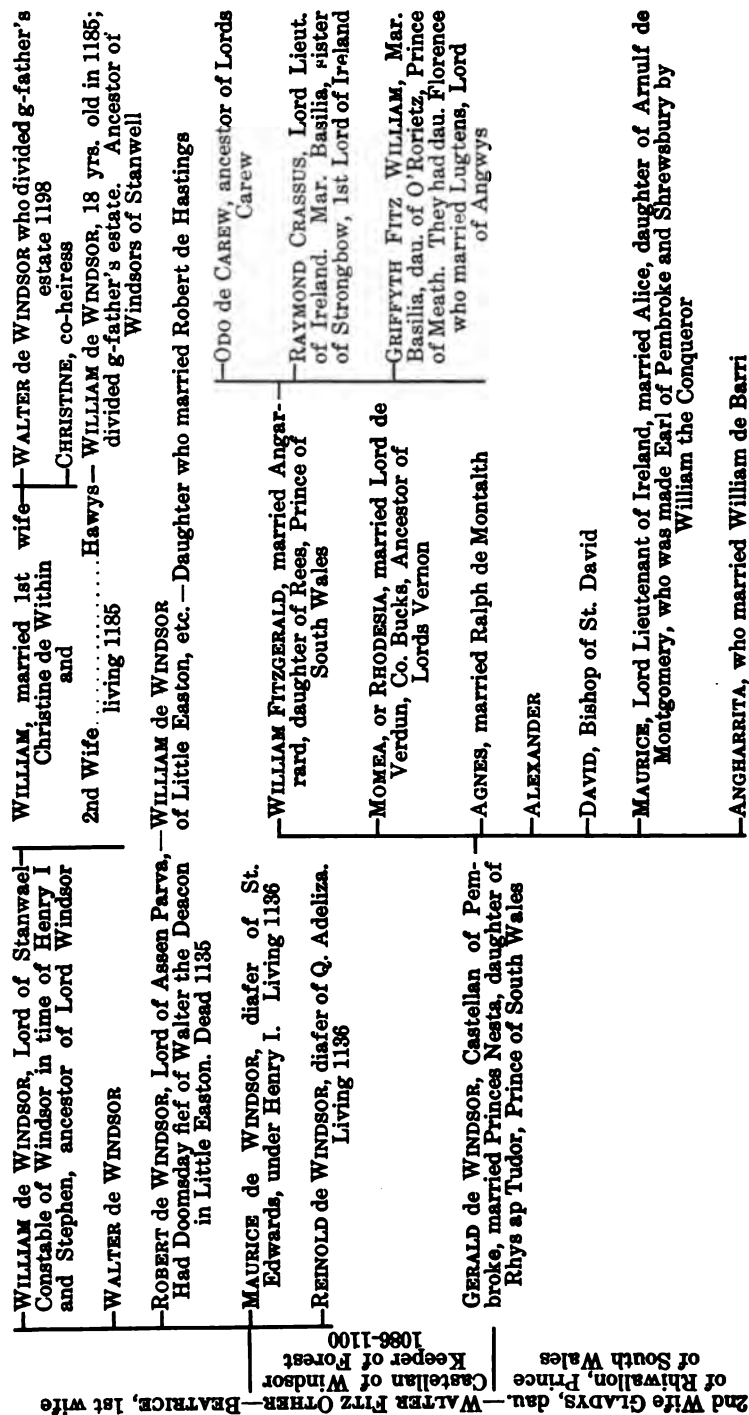 2nd Wife GLADYS, dau.—WALTER FITZ OTHER—BEATRICE, 1st wife
of Rhiwallon, Prince
of South Wales
Castellan of Windsor
Keeper of Forest
1086-1100
WILLIAM de WINDSOR, Lord of Stanwael
Constable of Windsor in time of Henry I
and Stephen, ancestor of Lord Windsor
WALTER de WINDSOR
ROBERT de WINDSOR, Lord of Assen Parva,
Had Doomsday fief of Walter the Deacon
in Little Easton. Dead 1135
MAURICE de WINDSOR, diafer of St.
Edwards, under Henry I. Living 1136
REINOLD de WINDSOR, diafer of Q. Adeliza.
Living 1136
GERALD de WINDSOR, Castellan of Pem-
broke, married Princes Nesta, daughter of
Rhys ap Tudor, Prince of South Wales
WILLIAM, married 1st wife
Christine de Within
and
2nd Wife..............Hawys—
living 1185
WALTER de WINDSOR who divided g-father's
estate 1198
CHRISTINE, co-heiress
WILLIAM de WINDSOR, 18 yrs. old in 1185;
divided g-father's estate. Ancestor of
Windsors of Stanwell
WILLIAM de WINDSOR
of Little Easton, etc.—Daughter who married Robert de Hastings
WILLIAM FITZGERALD, married Angar-
rard, daughter of Rees, Prince of
South Wales
ODO de CAREW, ancestor of Lords
Carew
RAYMOND CRASSUS, Lord Lieut.
of Ireland. Mar. Basilia, sister
of Strongbow, 1st Lord of Ireland
GRIFFYTH FITZ WILLIAM, Mar.
Basilia, dau. of O'Rorietz, Prince
of Meath. They had dau. Florence
who married Lugtens, Lord
of Angwys
MOMEA, or RHODESIA, married Lord de
Verdun, Co. Bucks, Ancestor of
Lords Vernon
AGNES, married Ralph de Montalth
ALEXANDER
DAVID, Bishop of St. David
MAURICE, Lord Lieutenant of Ireland, married Alice, daughter of Arnulf de
Montgomery, who was made Earl of Pembroke and Shrewsbury by
William the Conqueror
ANGHARRITA, who married William de Barri